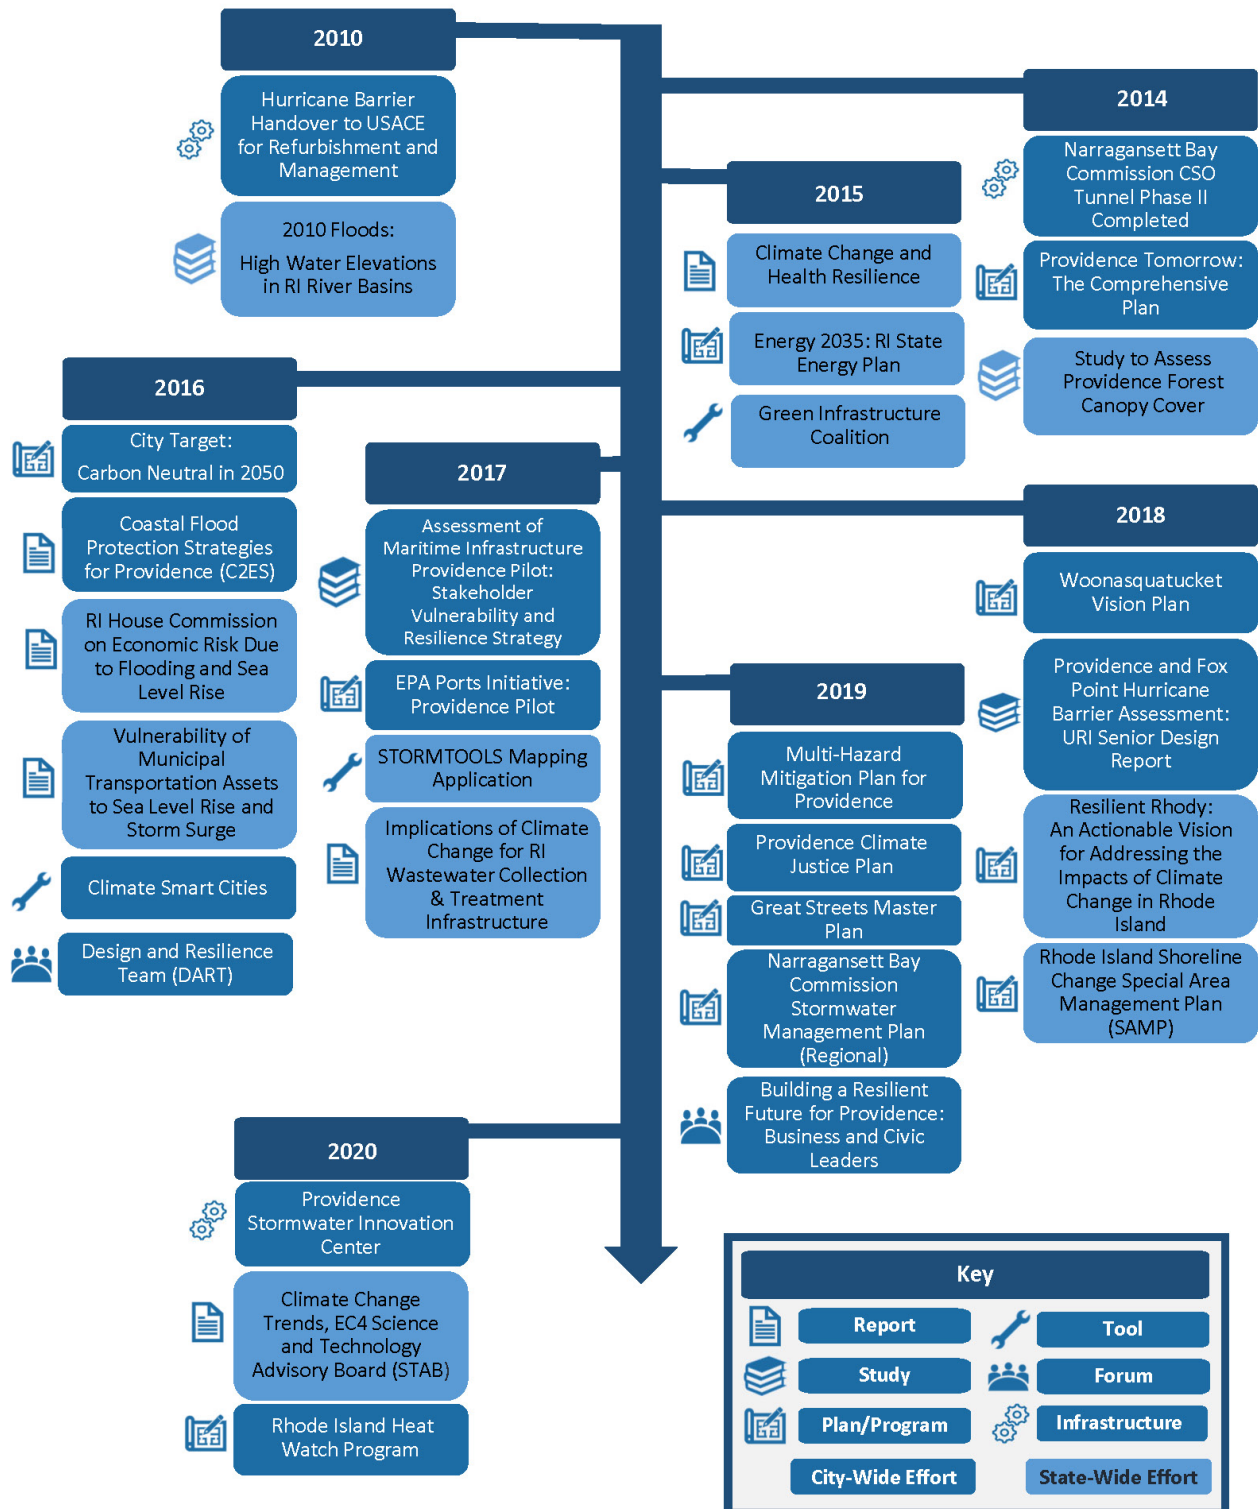 2010
Hurricane Barrier
Handover to USACE
for Refurbishment and
Management
2010 Floods:
High Water Elevations
in RI River Basins
2014
Narragansett Bay
Commission CSO
Tunnel Phase II
Completed
Providence Tomorrow:
The Comprehensive
Plan
Study to Assess
Providence Forest
Canopy Cover
2015
Climate Change and
Health Resilience
Energy 2035: RI State
Energy Plan
Green Infrastructure
Coalition
2016
City Target:
Carbon Neutral in 2050
Coastal Flood
Protection Strategies
for Providence (C2ES)
RI House Commission
on Economic Risk Due
to Flooding and Sea
Level Rise
Vulnerability of
Municipal
Transportation Assets
to Sea Level Rise and
Storm Surge
Climate Smart Cities
Design and Resilience
Team (DART)
2017
Assessment of
Maritime Infrastructure
Providence Pilot:
Stakeholder
Vulnerability and
Resilience Strategy
EPA Ports Initiative:
Providence Pilot
STORMTOOLS Mapping
Application
Implications of Climate
Change for RI
Wastewater Collection
& Treatment
Infrastructure
2018
Woonasquatucket
Vision Plan
Providence and Fox
Point Hurricane
Barrier Assessment:
URI Senior Design
Report
Resilient Rhody:
An Actionable Vision
for Addressing the
Impacts of Climate
Change in Rhode
Island
Rhode Island Shoreline
Change Special Area
Management Plan
(SAMP)
2019
Multi-Hazard
Mitigation Plan for
Providence
Providence Climate
Justice Plan
Great Streets Master
Plan
Narragansett Bay
Commission
Stormwater
Management Plan
(Regional)
Building a Resilient
Future for Providence:
Business and Civic
Leaders
2020
Providence
Stormwater Innovation
Center
Climate Change
Trends, EC4 Science
and Technology
Advisory Board (STAB)
Rhode Island Heat
Watch Program
Key
Report
Tool
Study
Forum
Plan/Program
Infrastructure
City-Wide Effort
State-Wide Effort